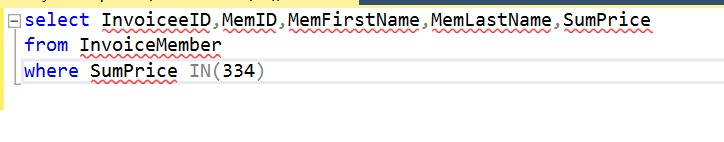 select InvoiceeID,MemID,MemFirstName,MemLastName,SumPrice
from InvoiceMember
where SumPrice IN(334)